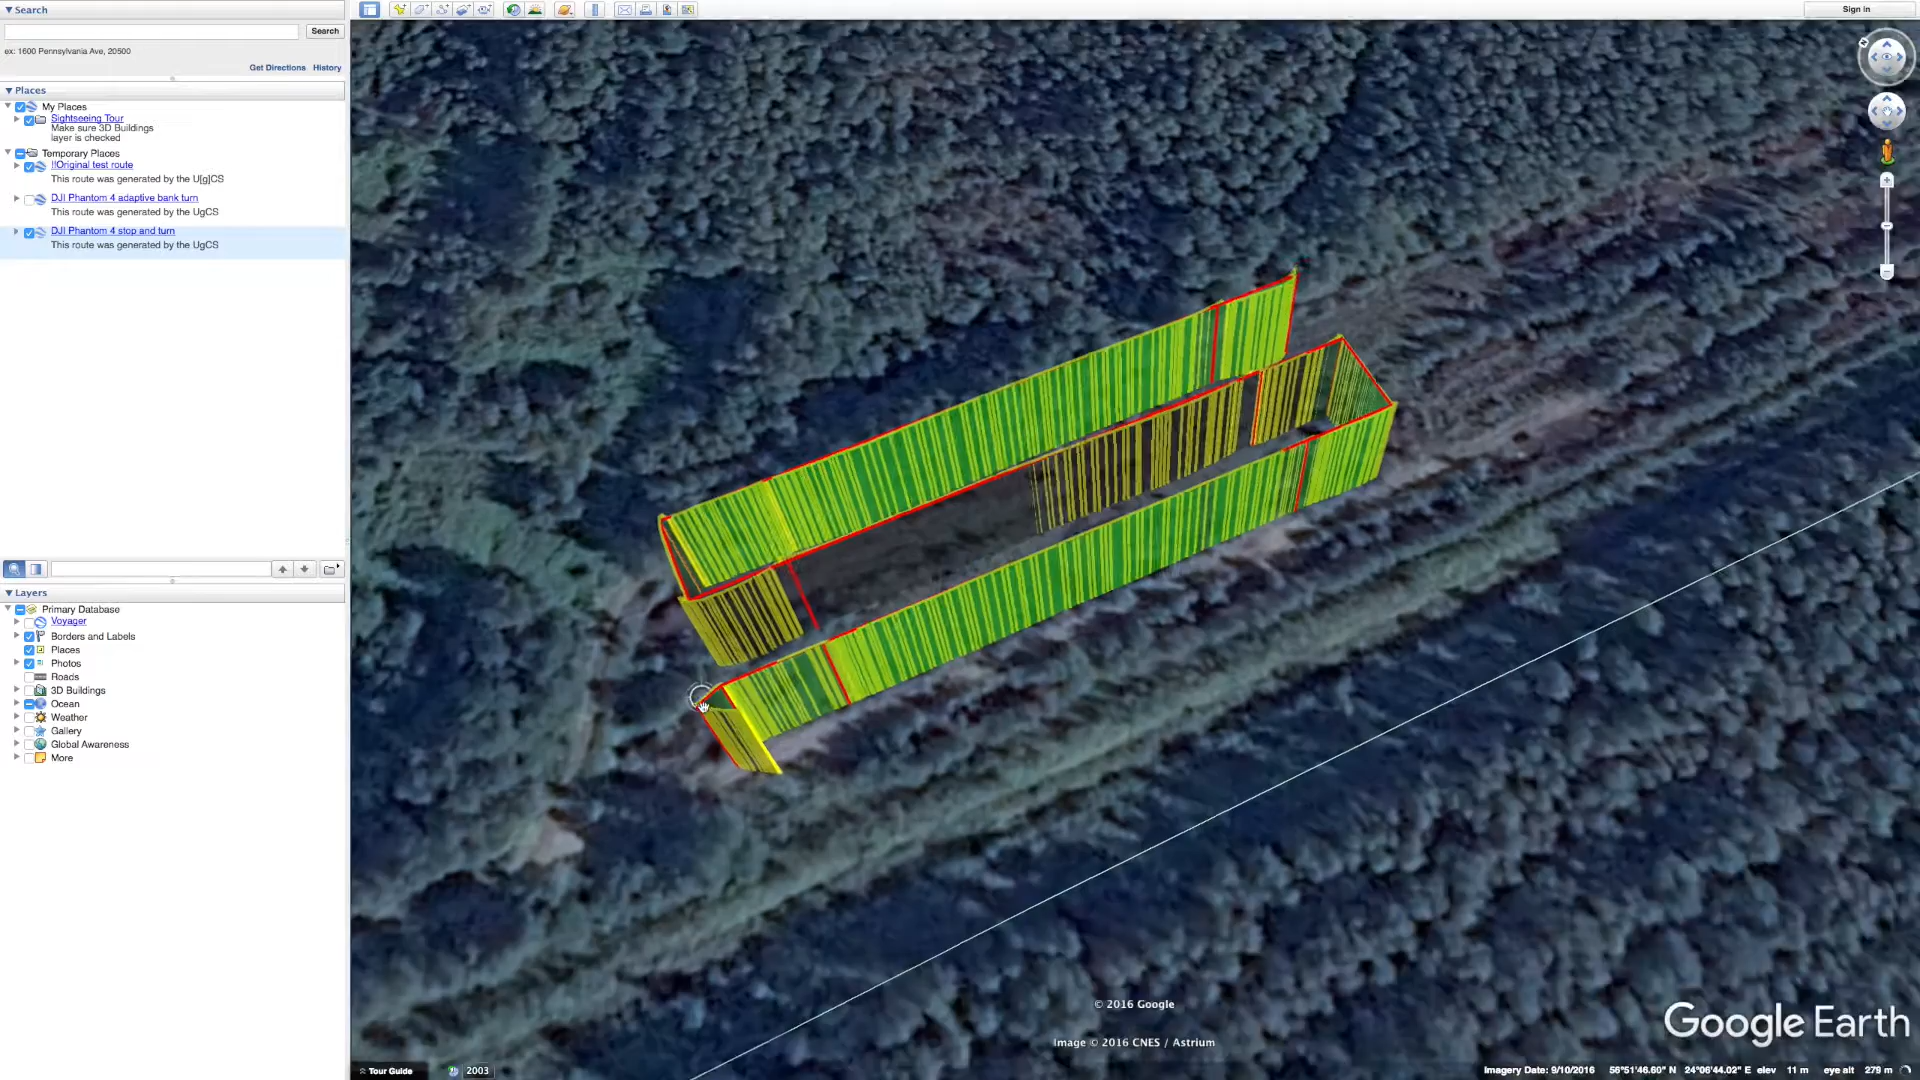 Search
Sign in
Search
ex: 1600 Pennsylvania Ave, 20500
Get Directions History
Places
My Places
Sightseeing Tour
Make sure 3D Buildings
layer is checked
Temporary Places
!!Original test route
This route was generated by the U[g]CS
DJI Phantom 4 adaptive bank turn
This route was generated by the UgCS
DJI Phantom 4 stop and turn
This route was generated by the UgCS
Layers
Primary Database
Voyager
Borders and Labels
Places
Photos
Roads
3D Buildings
Ocean
Weather
Gallery
Global Awareness
More
© 2016 Google
Image © 2016 CNES / Astrium
Google Earth
Tour Guide
2003
Imagery Date: 9/10/2016 56°51'46.60" N 24°06'44.02" E elev 11 m eye alt 279 m